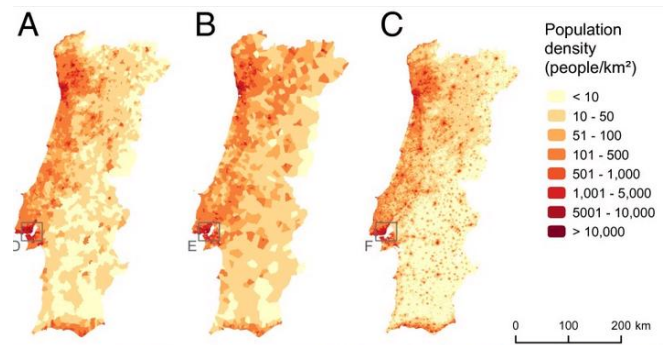 A
B
C
Population
density
(people/km²)
< 10
10 - 50
51 - 100
101 - 500
501 - 1,000
1,001 - 5,000
5001 - 10,000
> 10,000
D
E
F
0 100 200 km